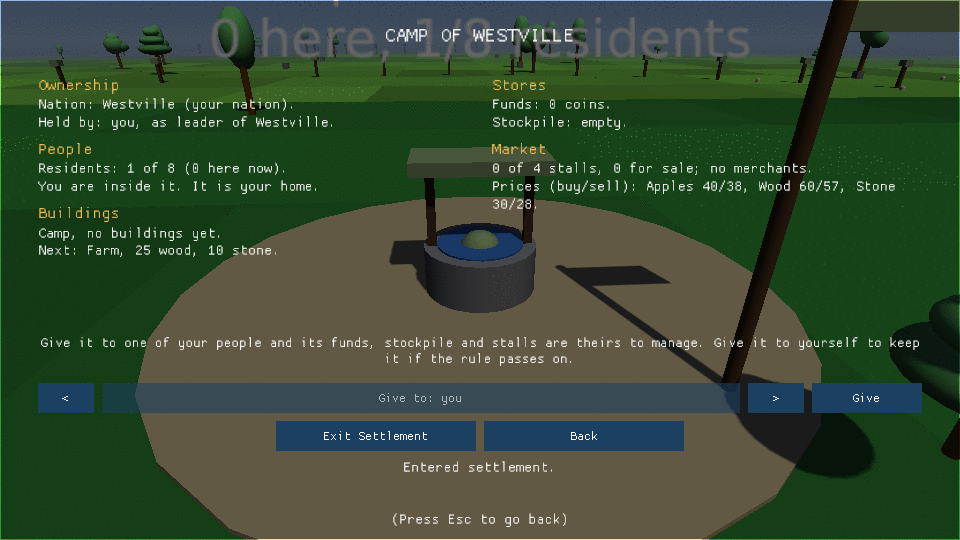 0 here, 1/8 residents
CAMP OF WESTVILLE
Ownership
Nation: Westville (your nation).
Held by: you, as leader of Westville.
People
Residents: 1 of 8 (0 here now).
You are inside it. It is your home.
Buildings
Camp, no buildings yet.
Next: Farm, 25 wood, 10 stone.
Stores
Funds: 0 coins.
Stockpile: empty.
Market
0 of 4 stalls, 0 for sale; no merchants.
Prices (buy/sell): Apples 40/38, Wood 60/57, Stone
30/28.
Give it to one of your people and its funds, stockpile and stalls are theirs to manage. Give it to yourself to keep
it if the rule passes on.
< Give to: you > Give
Exit Settlement Back
Entered settlement.
(Press Esc to go back)